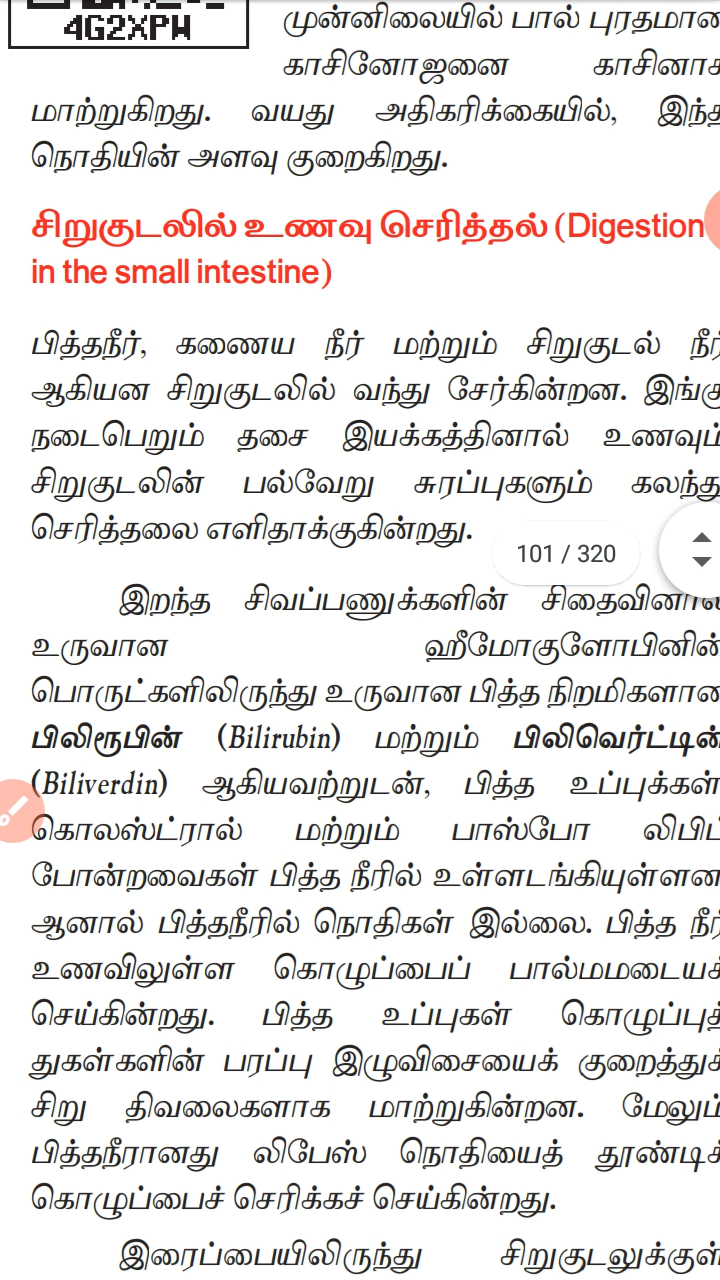 4G2XPW
முன்னிலையில் பால் புரதமான
காசினோஜனை காசினாக
மாற்றுகிறது. வயது அதிகரிக்கையில், இந்த
நொதியின் அளவு குறைகிறது.
சிறுகுடலில் உணவு செரித்தல் (Digestion
in the small intestine)
பித்தநீர், கணைய நீர் மற்றும் சிறுகுடல் நீர்
ஆகியன சிறுகுடலில் வந்து சேர்கின்றன. இங்கு
நடைபெறும் தசை இயக்கத்தினால் உணவும்
சிறுகுடலின் பல்வேறு சுரப்புகளும் கலந்து
செரித்தலை எளிதாக்குகின்றது.
101 / 320
இறந்த சிவப்பணுக்களின் சிதைவினால்
உருவான ஹீமோகுளோபினின்
பொருட்களிலிருந்து உருவான பித்த நிறமிகளான
பிலிரூபின் (Bilirubin) மற்றும் பிலிவெர்ட்டின்
(Biliverdin) ஆகியவற்றுடன், பித்த உப்புக்கள்
கொலஸ்ட்ரால் மற்றும் பாஸ்போ லிபிட்
போன்றவைகள் பித்த நீரில் உள்ளடங்கியுள்ளன
ஆனால் பித்தநீரில் நொதிகள் இல்லை. பித்த நீர்
உணவிலுள்ள கொழுப்பைப் பால்மமடையச்
செய்கின்றது. பித்த உப்புகள் கொழுப்புத்
துகள்களின் பரப்பு இழுவிசையைக் குறைத்துச்
சிறு திவலைகளாக மாற்றுகின்றன. மேலும்
பித்தநீரானது லிபேஸ் நொதியைத் தூண்டிக்
கொழுப்பைச் செரிக்கச் செய்கின்றது.
இரைப்பையிலிருந்து சிறுகுடலுக்குள்